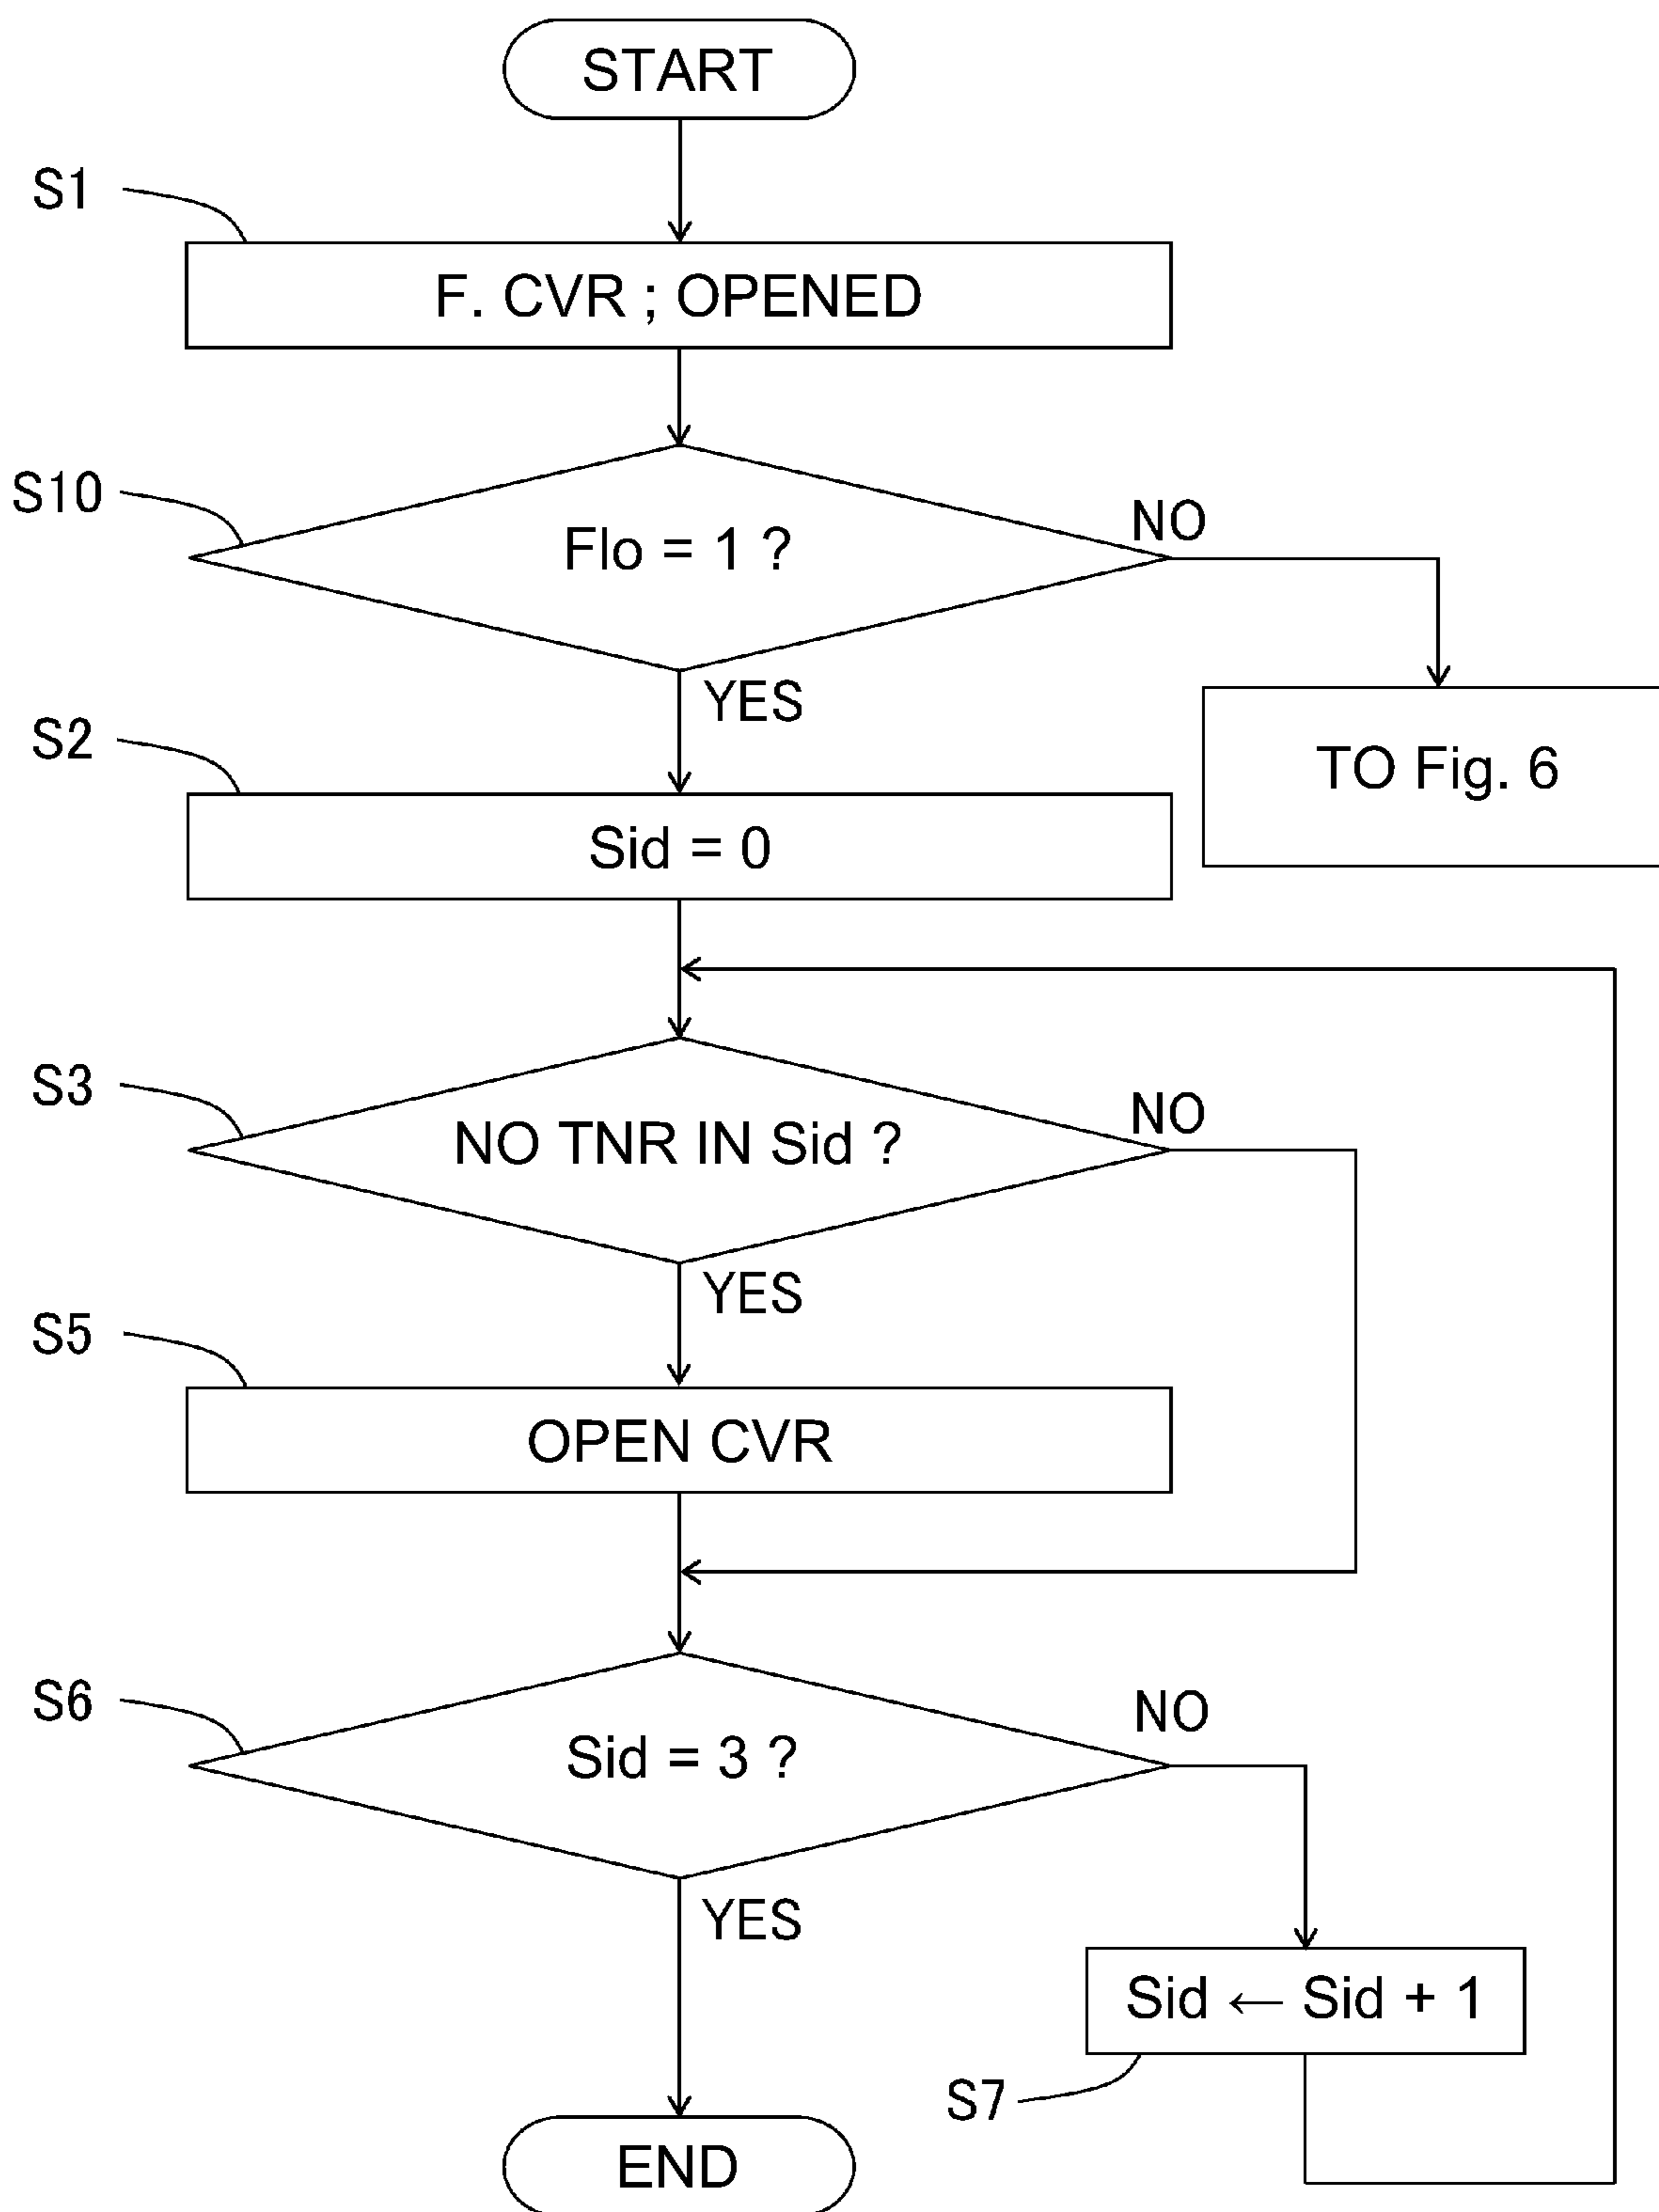 START
S1
F. CVR ; OPENED
S10
Flo = 1 ?
NO
YES
TO Fig. 6
S2
Sid = 0
S3
NO TNR IN Sid ?
NO
YES
S5
OPEN CVR
S6
Sid = 3 ?
NO
YES
Sid ← Sid + 1
S7
END